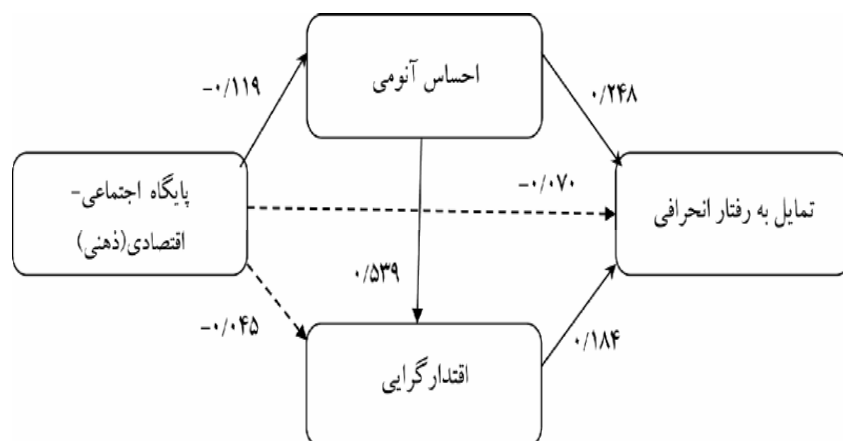 احساس آنومی
-۰/۱۱۹
۰/۲۴۸
پایگاه اجتماعی-
اقتصادی(ذهنی)
-۰/۰۷۰
تمایل به رفتار انحرافی
۰/۵۳۹
-۰/۰۴۵
۰/۱۸۴
اقتدارگرایی